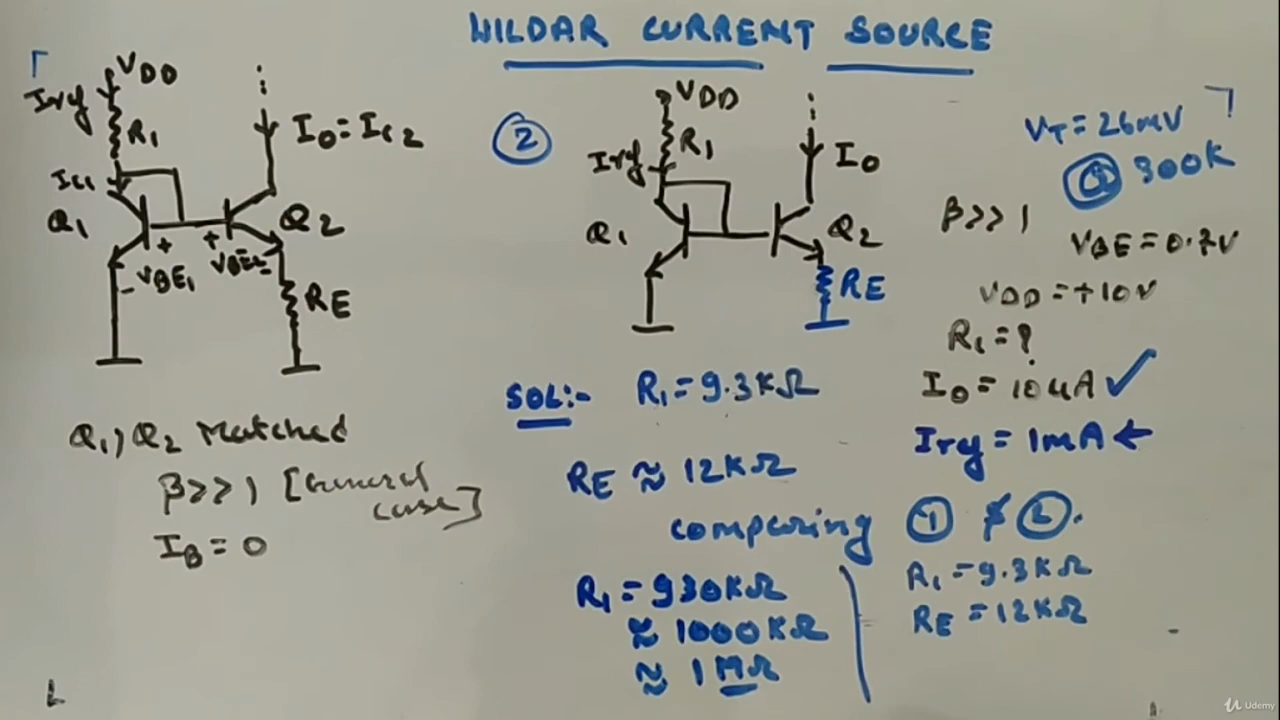 WILDAR CURRENT SOURCE
VDD
Iref
R1
IC1
Q1
+
VBE1
-
I0 = IC2
Q2
+ VBE2 -
RE
Q1, Q2 Matched
β>>1 [General case]
IB = 0
②
VDD
R1
Iref
I0
Q1
Q2
RE
VT = 26mV
@ 300K
β>>1
VBE = 0.7V
VDD = +10V
R1 = ?
I0 = 10uA ✓
Iref = 1mA ←
SOL:- R1 = 9.3KΩ
RE ≈ 12KΩ
comparing ① & ②.
R1 = 930KΩ
≈ 1000KΩ
≈ 1MΩ
R1 = 9.3KΩ
RE = 12KΩ
Udemy